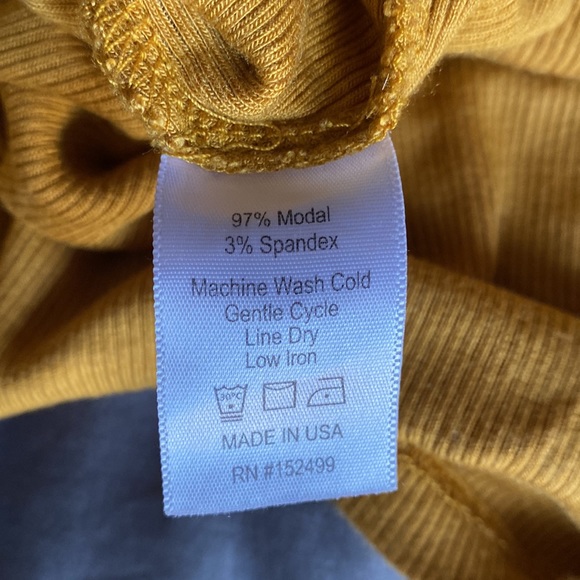 97% Modal
3% Spandex
Machine Wash Cold
Gentle Cycle
Line Dry
Low Iron
30°C
MADE IN USA
RN #152499